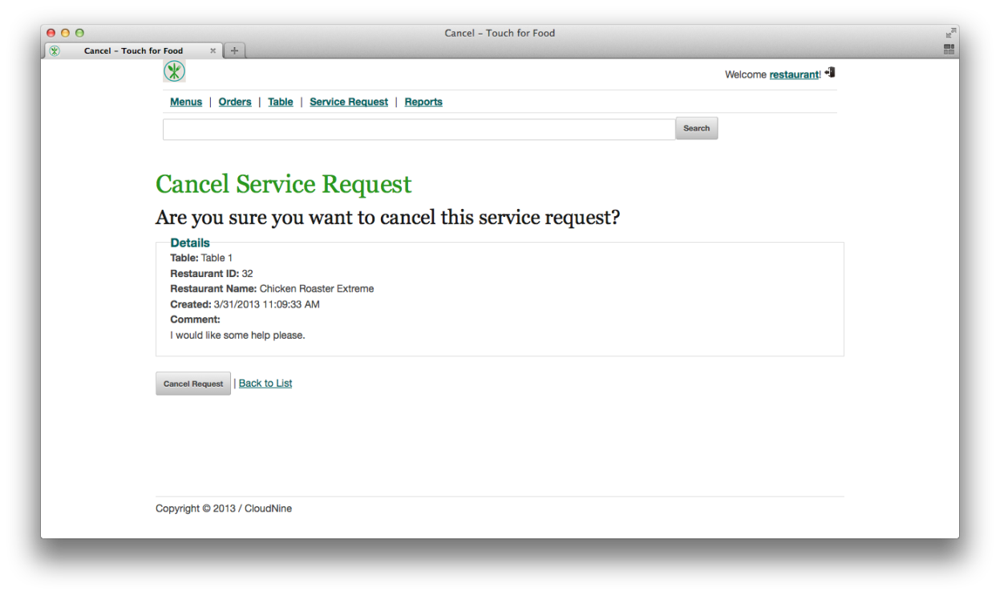 Cancel – Touch for Food
Cancel – Touch for Food
Welcome restaurant!
Menus | Orders | Table | Service Request | Reports
Search
Cancel Service Request
Are you sure you want to cancel this service request?
Details
Table: Table 1
Restaurant ID: 32
Restaurant Name: Chicken Roaster Extreme
Created: 3/31/2013 11:09:33 AM
Comment:
I would like some help please.
Cancel Request | Back to List
Copyright © 2013 / CloudNine